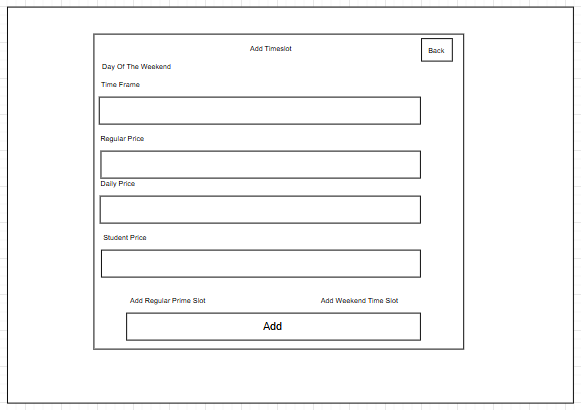 Add Timeslot
Back
Day Of The Weekend
Time Frame
Regular Price
Daily Price
Student Price
Add Regular Prime Slot
Add Weekend Time Slot
Add